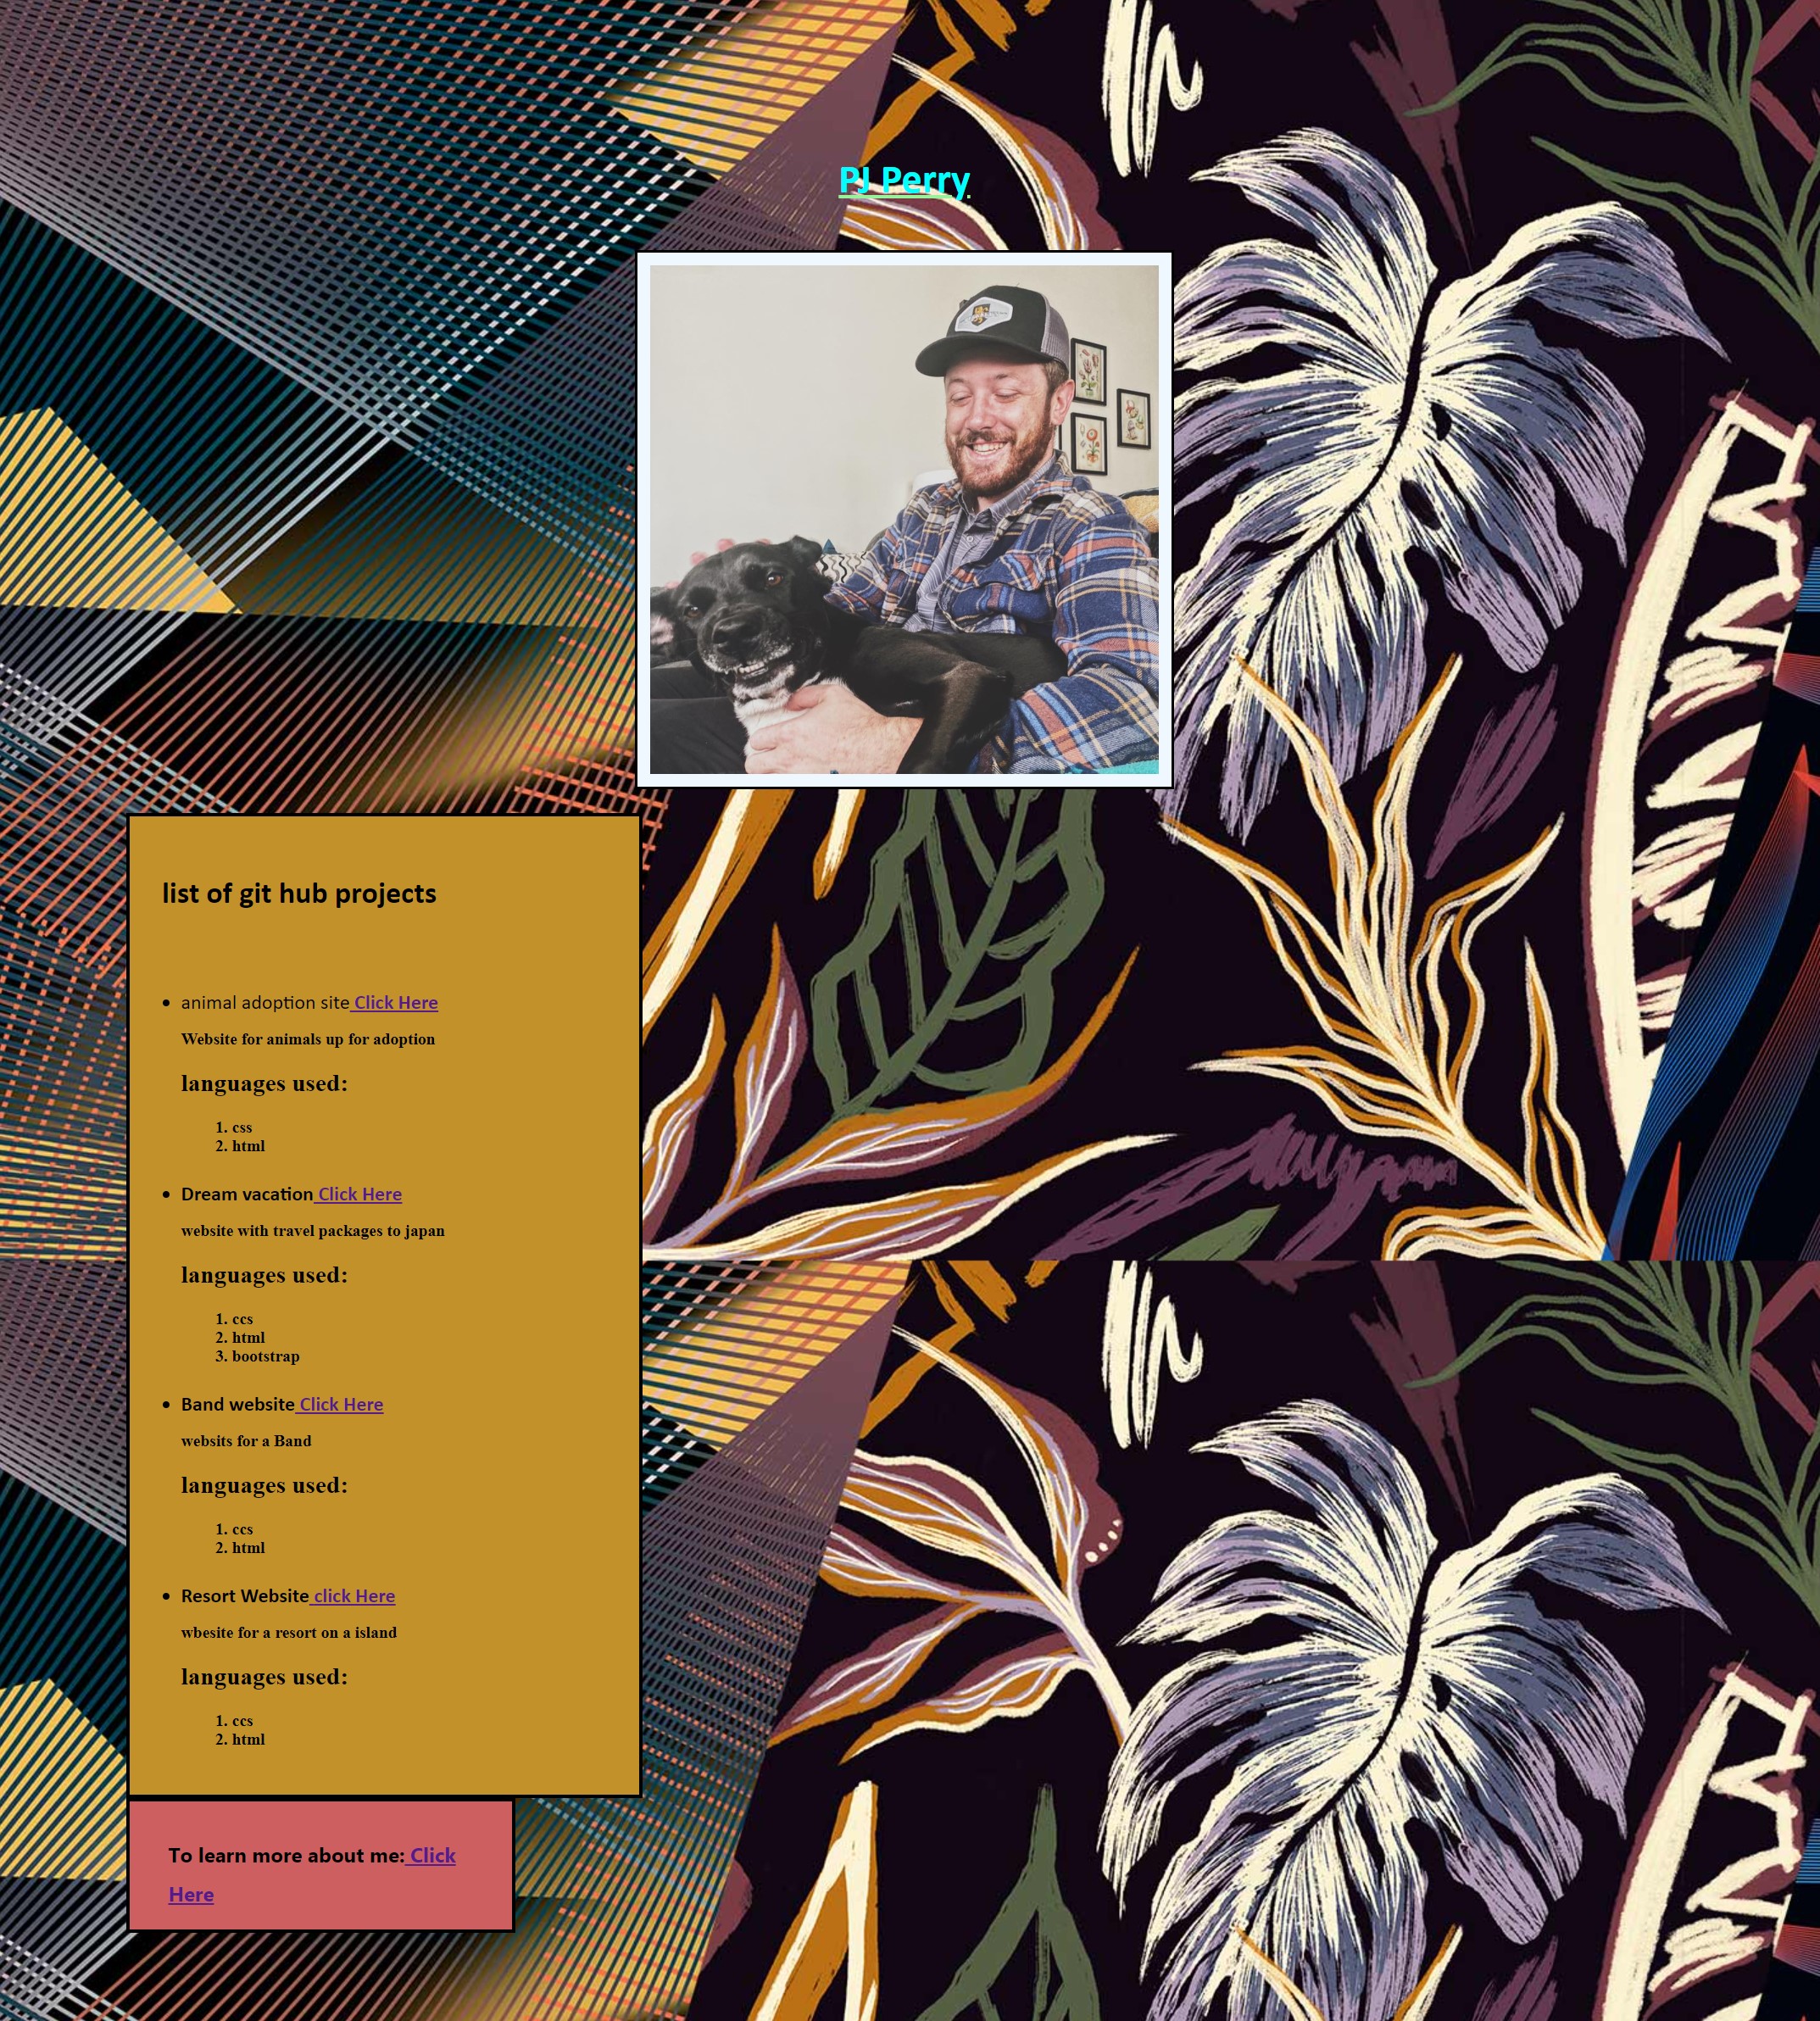 PJ Perry
list of git hub projects
animal adoption site Click Here
Website for animals up for adoption
languages used:
1. css
2. html
Dream vacation Click Here
website with travel packages to japan
languages used:
1. ccs
2. html
3. bootstrap
Band website Click Here
websits for a Band
languages used:
1. ccs
2. html
Resort Website click Here
wbesite for a resort on a island
languages used:
1. ccs
2. html
To learn more about me: Click
Here